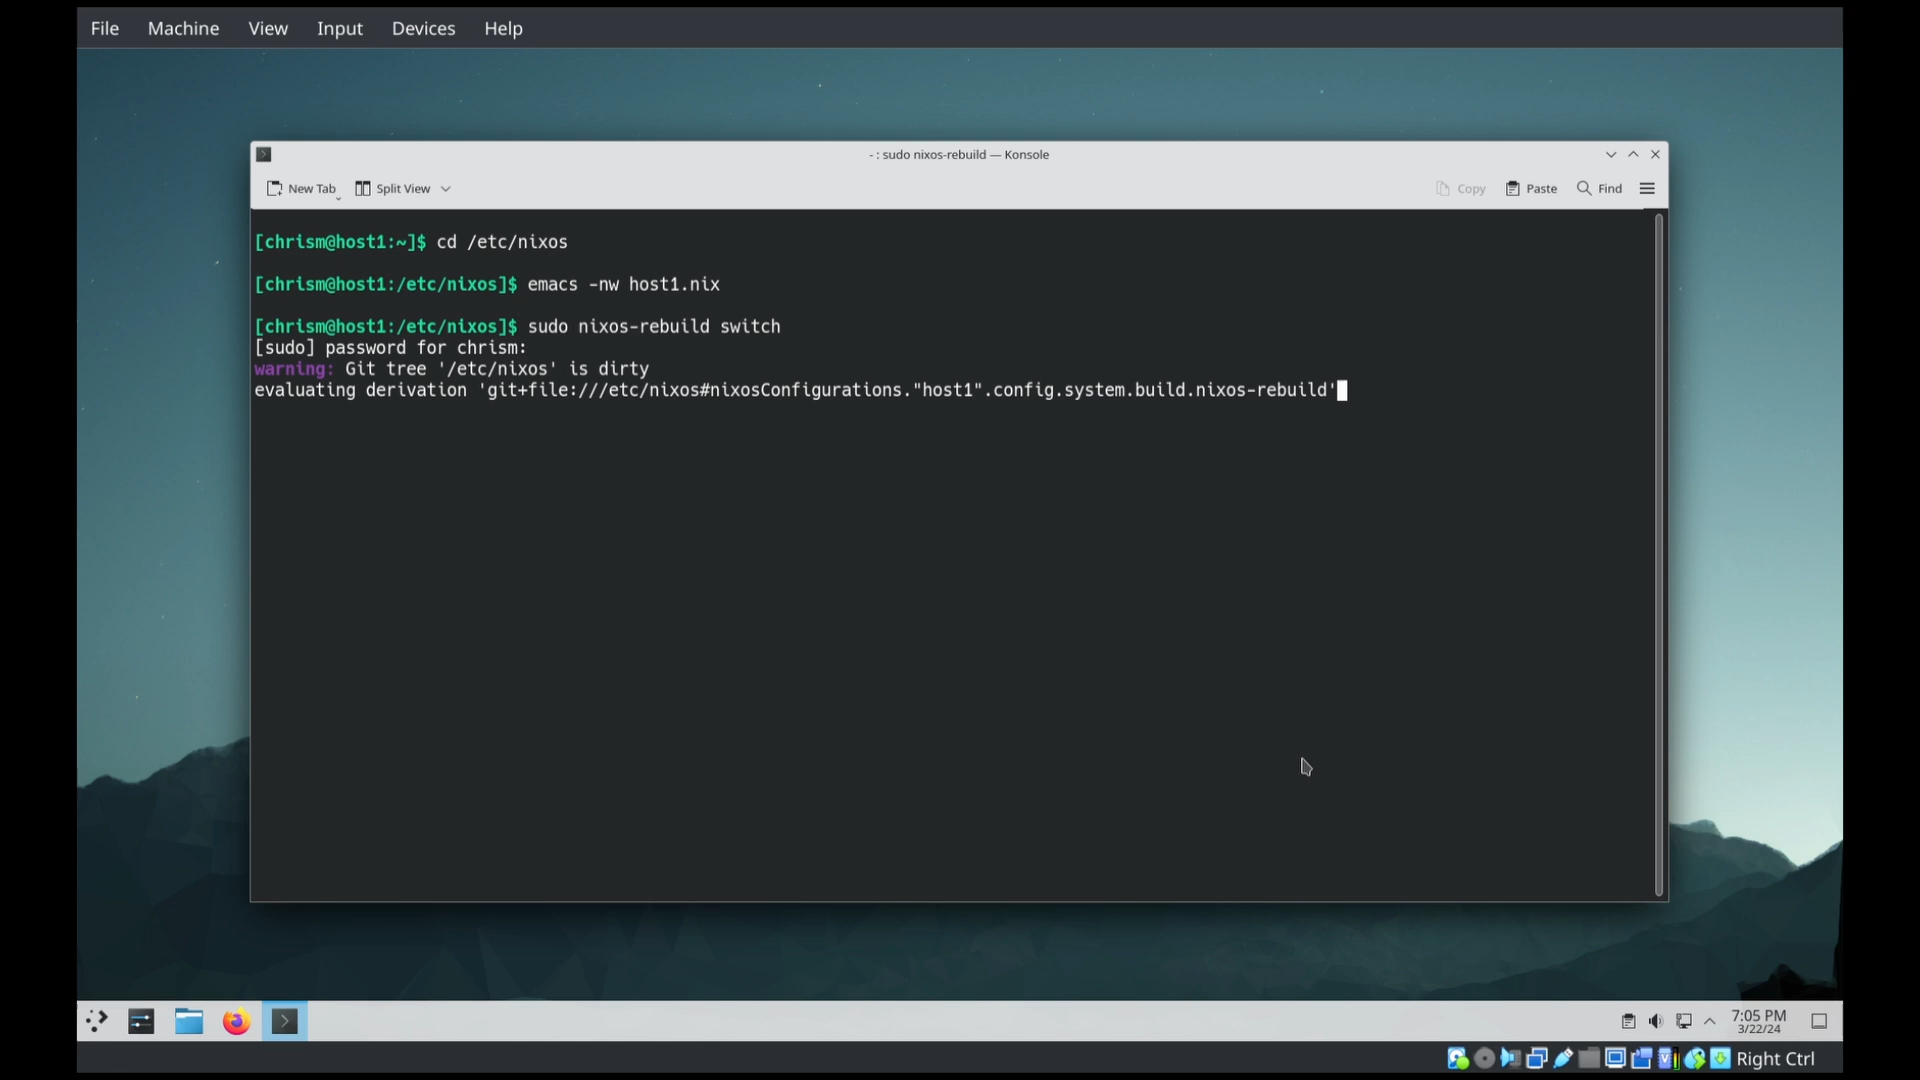 File Machine View Input Devices Help
- : sudo nixos-rebuild — Konsole
New Tab Split View Copy Paste Find
[chrism@host1:~]$ cd /etc/nixos
[chrism@host1:/etc/nixos]$ emacs -nw host1.nix
[chrism@host1:/etc/nixos]$ sudo nixos-rebuild switch
[sudo] password for chrism:
warning: Git tree '/etc/nixos' is dirty
evaluating derivation 'git+file:///etc/nixos#nixosConfigurations."host1".config.system.build.nixos-rebuild'
7:05 PM
3/22/24
Right Ctrl